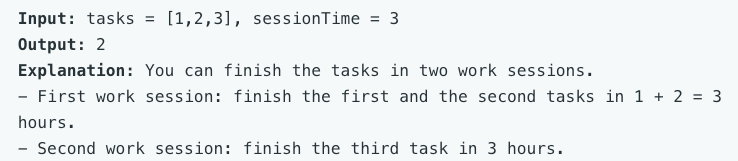 Input: tasks = [1,2,3], sessionTime = 3
Output: 2
Explanation: You can finish the tasks in two work sessions.
– First work session: finish the first and the second tasks in 1 + 2 = 3
hours.
– Second work session: finish the third task in 3 hours.